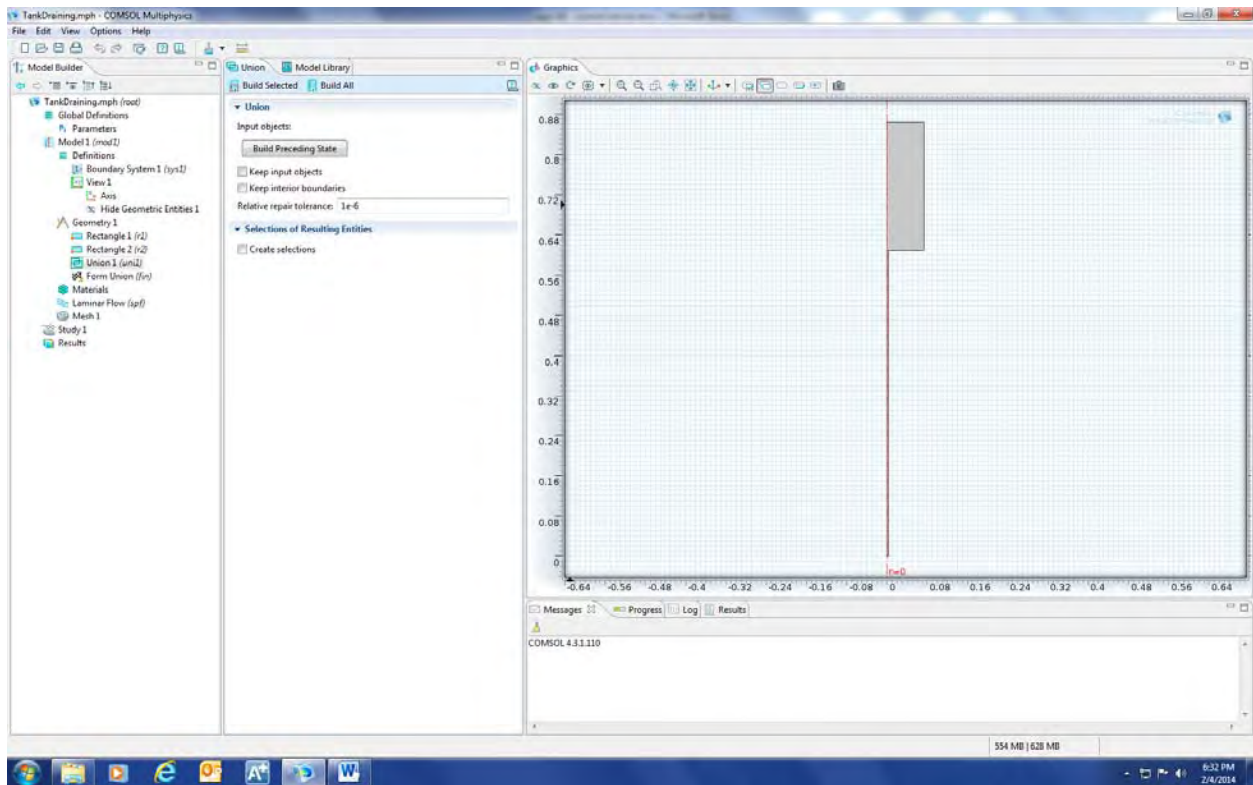 TankDraining.mph - COMSOL Multiphysics
File Edit View Options Help
Model Builder
TankDraining.mph (root)
Global Definitions
Parameters
Model 1 (mod1)
Definitions
Boundary System 1 (sys1)
View 1
Axis
Hide Geometric Entities 1
Geometry 1
Rectangle 1 (r1)
Rectangle 2 (r2)
Union 1 (uni1)
Form Union (fin)
Materials
Laminar Flow (spf)
Mesh 1
Study 1
Results
Union Model Library
Build Selected Build All
Union
Input objects:
Build Preceding State
Keep input objects
Keep interior boundaries
Relative repair tolerance: 1e-6
Selections of Resulting Entities
Create selections
Graphics
0.88
0.8
0.72
0.64
0.56
0.48
0.4
0.32
0.24
0.16
0.08
0
r=0
-0.64 -0.56 -0.48 -0.4 -0.32 -0.24 -0.16 -0.08 0 0.08 0.16 0.24 0.32 0.4 0.48 0.56 0.64
Messages Progress Log Results
COMSOL 4.3.1.110
554 MB | 628 MB
6:32 PM
2/4/2014